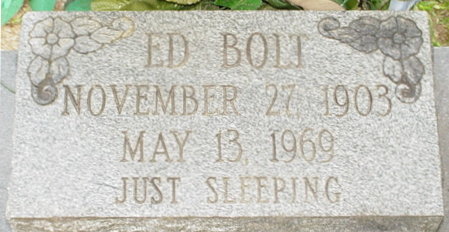 ED BOLT
NOVEMBER 27, 1903
MAY 13, 1969
JUST SLEEPING